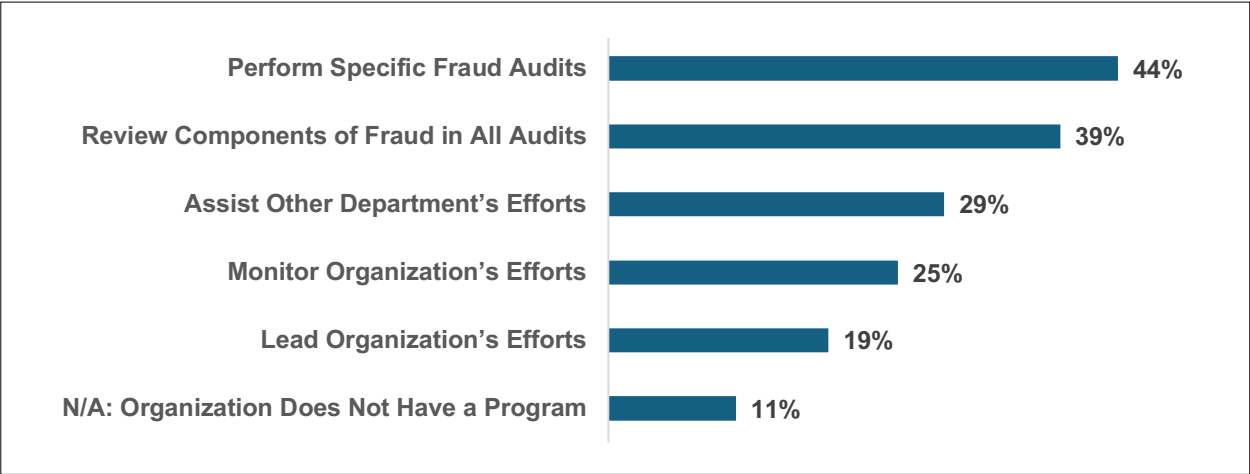 Perform Specific Fraud Audits 44%
Review Components of Fraud in All Audits 39%
Assist Other Department’s Efforts 29%
Monitor Organization’s Efforts 25%
Lead Organization’s Efforts 19%
N/A: Organization Does Not Have a Program 11%